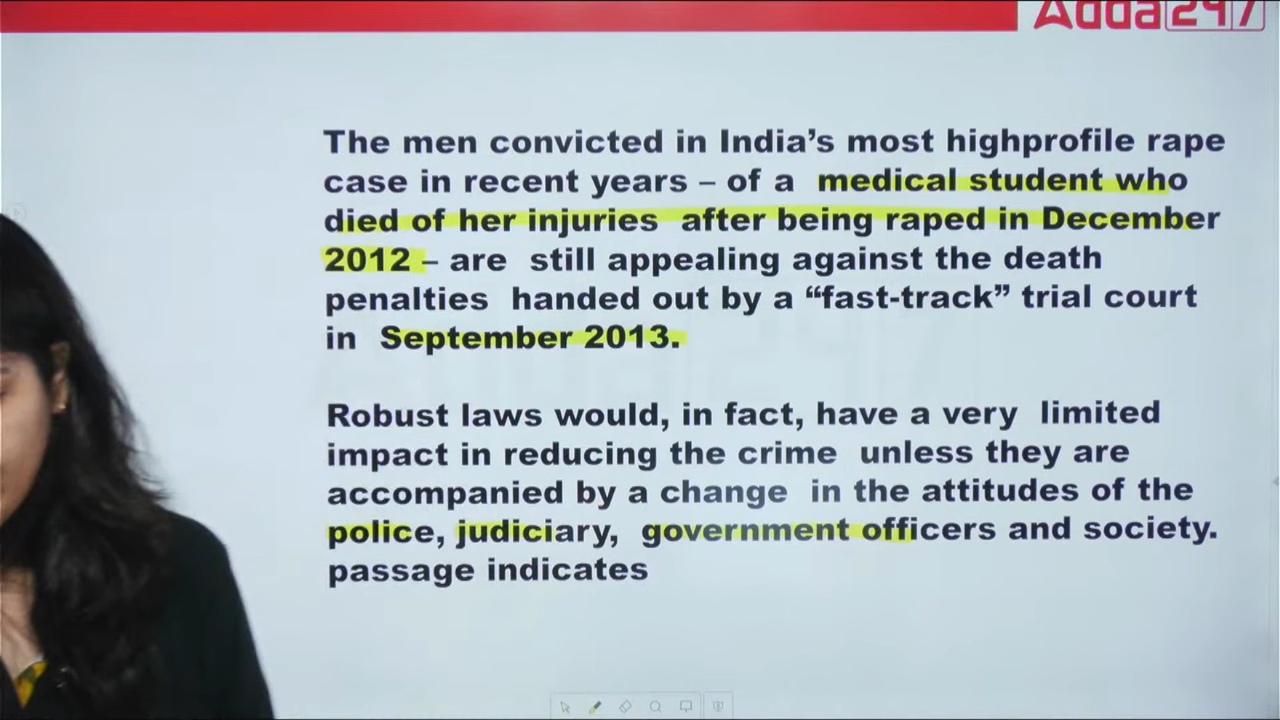 Adda247
The men convicted in India's most highprofile rape
case in recent years – of a medical student who
died of her injuries after being raped in December
2012 – are still appealing against the death
penalties handed out by a “fast-track” trial court
in September 2013.
Robust laws would, in fact, have a very limited
impact in reducing the crime unless they are
accompanied by a change in the attitudes of the
police, judiciary, government officers and society.
passage indicates